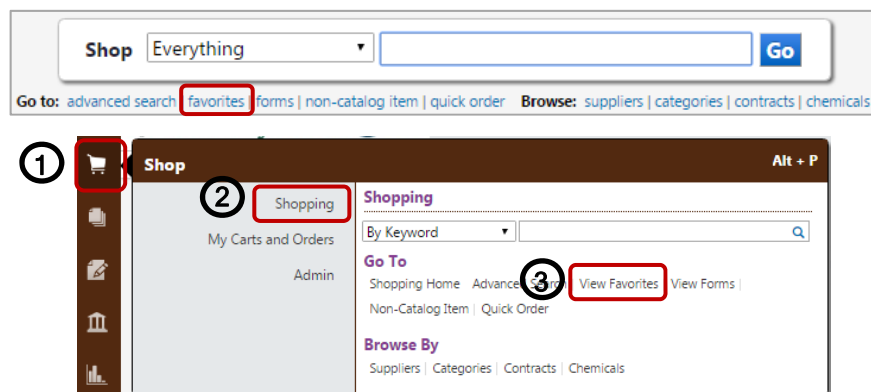 Shop Everything Go
Go to: advanced search | favorites | forms | non-catalog item | quick order Browse: suppliers | categories | contracts | chemicals
1 Shop Alt + P
2 Shopping Shopping
My Carts and Orders By Keyword
Admin Go To
Shopping Home Advanced Search 3 View Favorites View Forms |
Non-Catalog Item | Quick Order
Browse By
Suppliers | Categories | Contracts | Chemicals